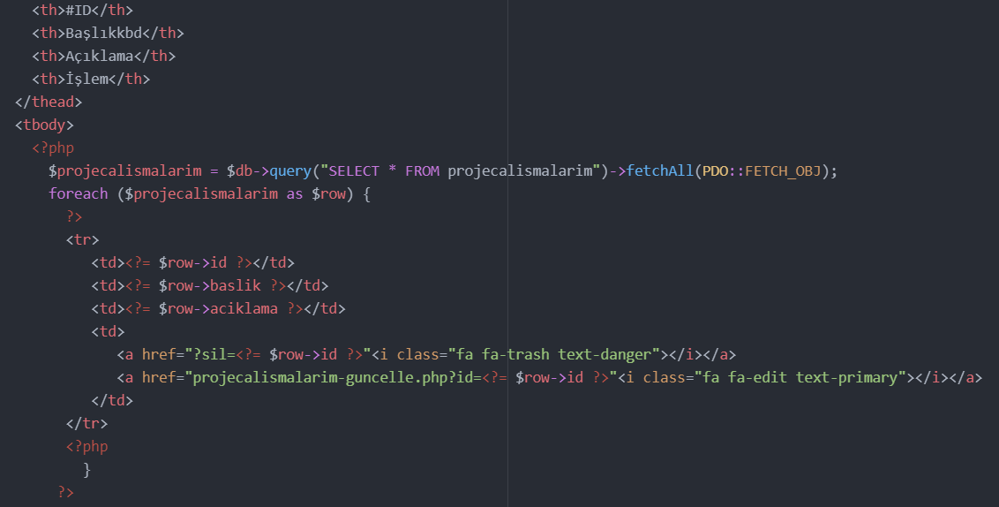 <th>#ID</th>
<th>Başlıkkbd</th>
<th>Açıklama</th>
<th>İşlem</th>
</thead>
<tbody>
<?php
$projecalismalarim = $db->query("SELECT * FROM projecalismalarim")->fetchAll(PDO::FETCH_OBJ);
foreach ($projecalismalarim as $row) {
?>
<tr>
<td><?= $row->id ?></td>
<td><?= $row->baslik ?></td>
<td><?= $row->aciklama ?></td>
<td>
<a href="?sil=<?= $row->id ?>"<i class="fa fa-trash text-danger"></i></a>
<a href="projecalismalarim-guncelle.php?id=<?= $row->id ?>"<i class="fa fa-edit text-primary"></i></a>
</td>
</tr>
<?php
}
?>